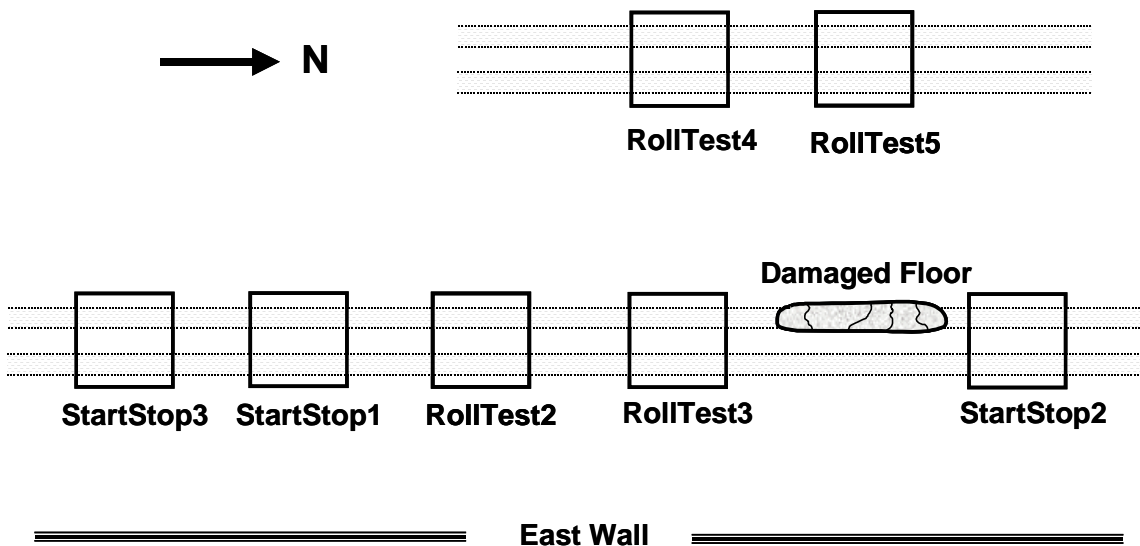 N
RollTest4
RollTest5
Damaged Floor
StartStop3
StartStop1
RollTest2
RollTest3
StartStop2
East Wall